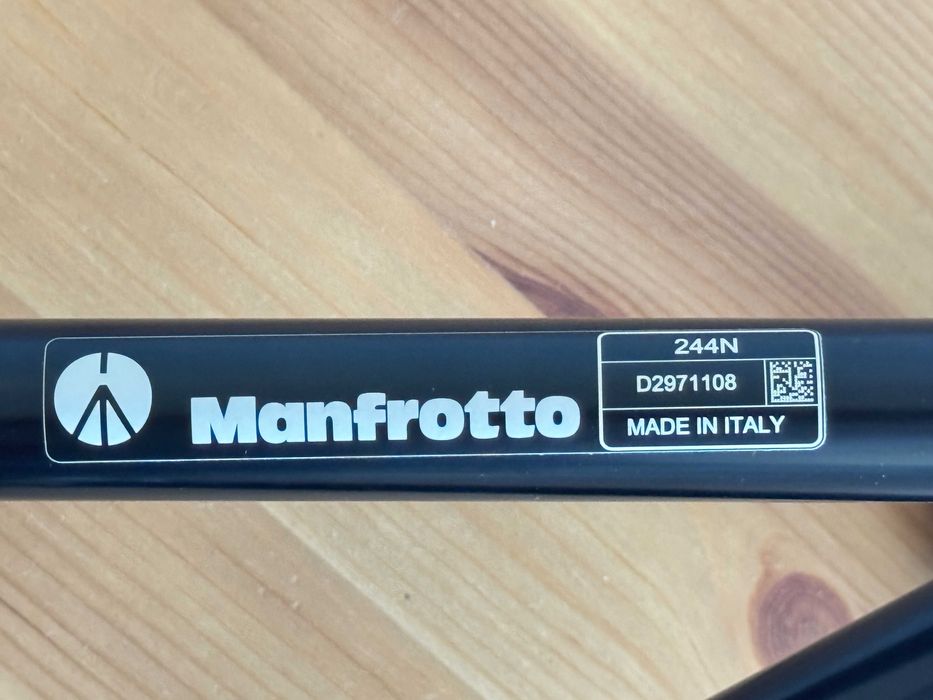 Manfrotto
244N
D2971108
MADE IN ITALY